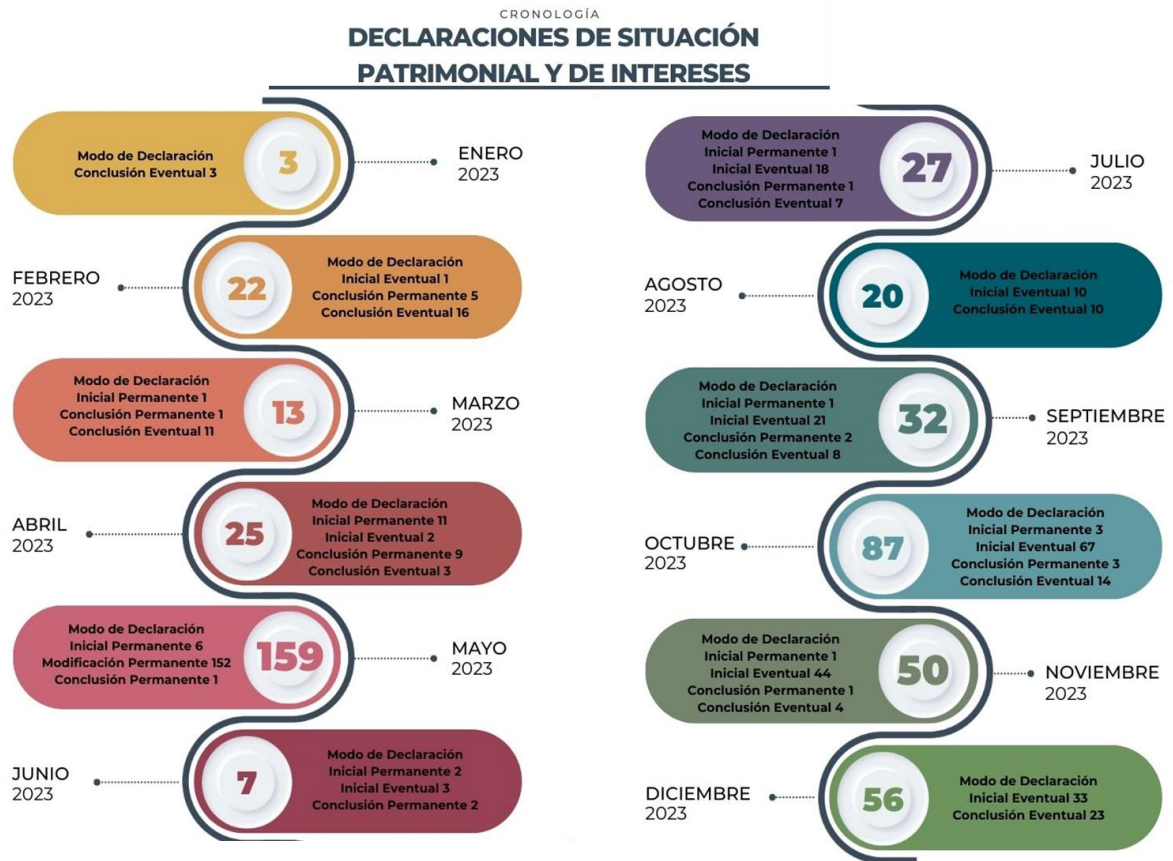 CRONOLOGÍA
DECLARACIONES DE SITUACIÓN
PATRIMONIAL Y DE INTERESES
Modo de Declaración
Conclusión Eventual 3
3
ENERO
2023
FEBRERO
2023
22
Modo de Declaración
Inicial Eventual 1
Conclusión Permanente 5
Conclusión Eventual 16
Modo de Declaración
Inicial Permanente 1
Conclusión Permanente 1
Conclusión Eventual 11
13
MARZO
2023
ABRIL
2023
25
Modo de Declaración
Inicial Permanente 11
Inicial Eventual 2
Conclusión Permanente 9
Conclusión Eventual 3
Modo de Declaración
Inicial Permanente 6
Modificación Permanente 152
Conclusión Permanente 1
159
MAYO
2023
JUNIO
2023
7
Modo de Declaración
Inicial Permanente 2
Inicial Eventual 3
Conclusión Permanente 2
Modo de Declaración
Inicial Permanente 1
Inicial Eventual 18
Conclusión Permanente 1
Conclusión Eventual 7
27
JULIO
2023
AGOSTO
2023
20
Modo de Declaración
Inicial Eventual 10
Conclusión Eventual 10
Modo de Declaración
Inicial Permanente 1
Inicial Eventual 21
Conclusión Permanente 2
Conclusión Eventual 8
32
SEPTIEMBRE
2023
OCTUBRE
2023
87
Modo de Declaración
Inicial Permanente 3
Inicial Eventual 67
Conclusión Permanente 3
Conclusión Eventual 14
Modo de Declaración
Inicial Permanente 1
Inicial Eventual 44
Conclusión Permanente 1
Conclusión Eventual 4
50
NOVIEMBRE
2023
DICIEMBRE
2023
56
Modo de Declaración
Inicial Eventual 33
Conclusión Eventual 23